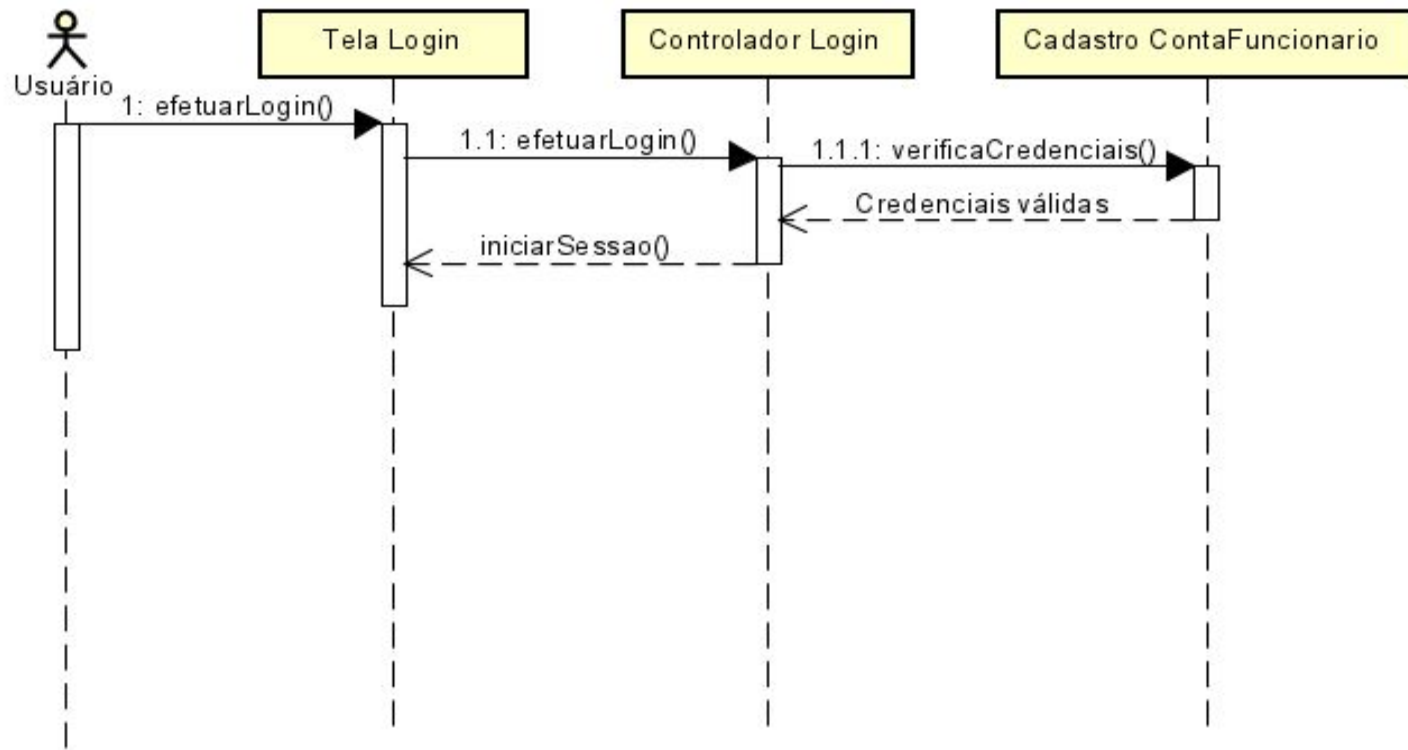 Tela Login
Controlador Login
Cadastro ContaFuncionario
Usuário
1: efetuarLogin()
1.1: efetuarLogin()
1.1.1: verificaCredenciais()
Credenciais válidas
iniciarSessao()